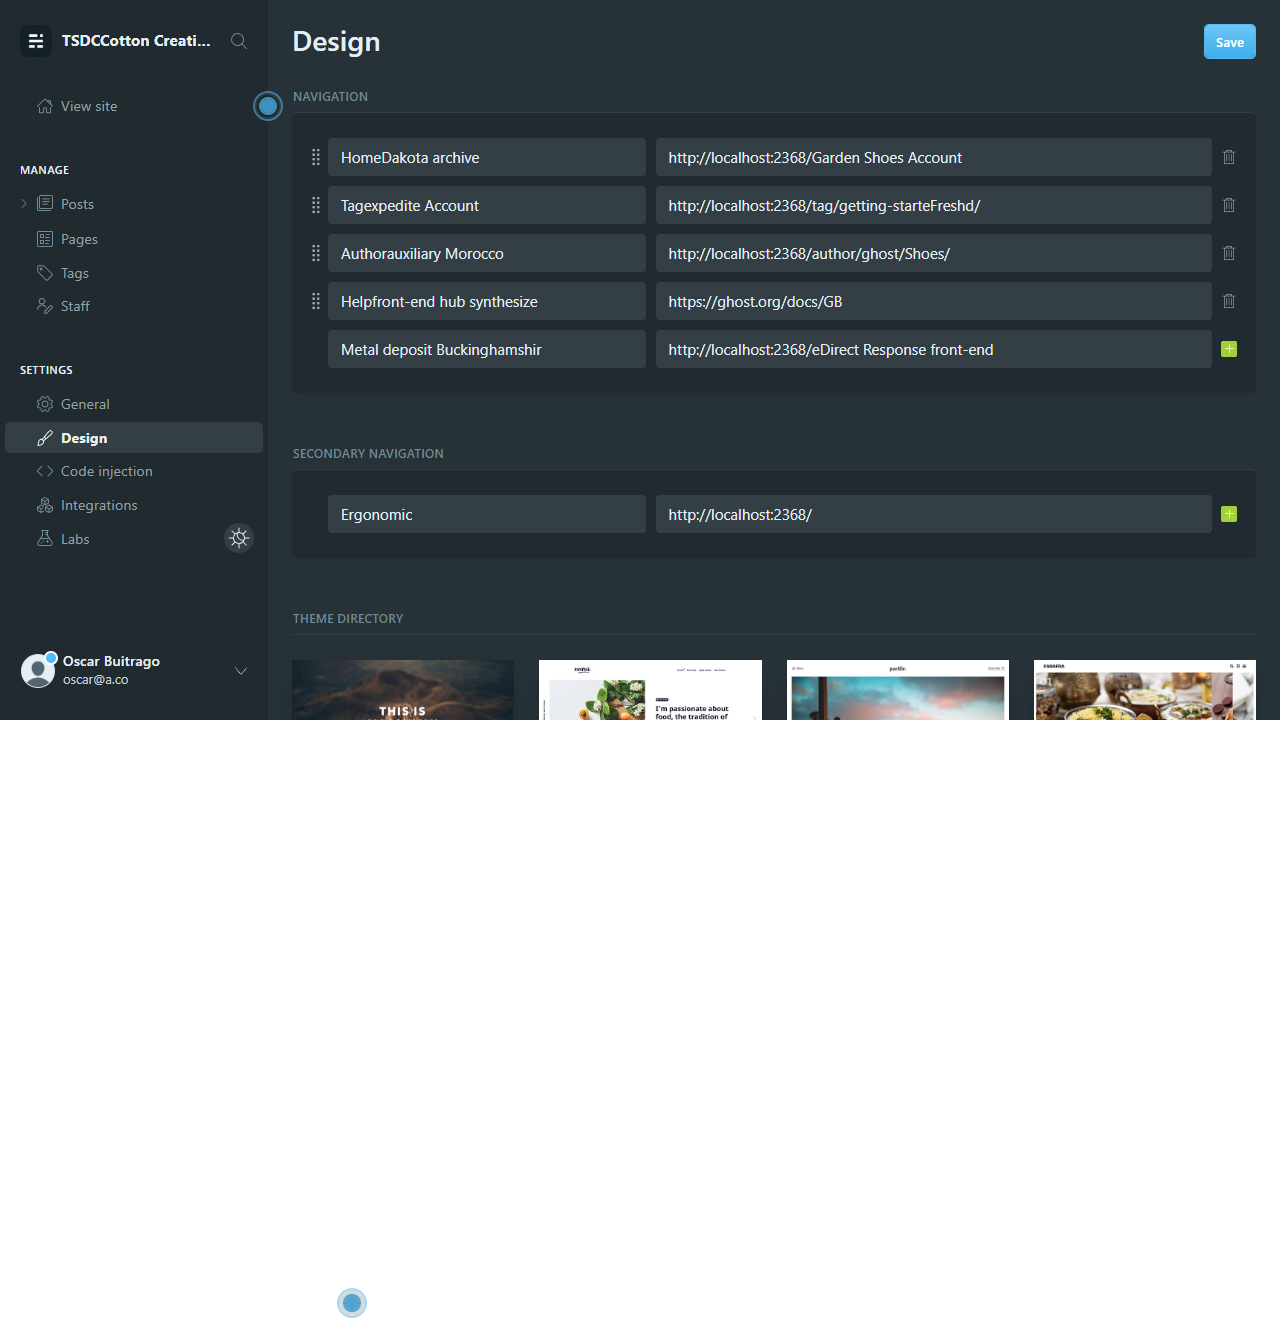 TSDCCotton Creati...
View site
MANAGE
Posts
Pages
Tags
Staff
SETTINGS
General
Design
Code injection
Integrations
Labs
Oscar Buitrago
oscar@a.co
Design
Save
NAVIGATION
HomeDakota archive
http://localhost:2368/Garden Shoes Account
Tagexpedite Account
http://localhost:2368/tag/getting-starteFreshd/
Authorauxiliary Morocco
http://localhost:2368/author/ghost/Shoes/
Helpfront-end hub synthesize
https://ghost.org/docs/GB
Metal deposit Buckinghamshir
http://localhost:2368/eDirect Response front-end
SECONDARY NAVIGATION
Ergonomic
http://localhost:2368/
THEME DIRECTORY
THIS IS
I'm passionate about
food, the tradition of
pacific.
01